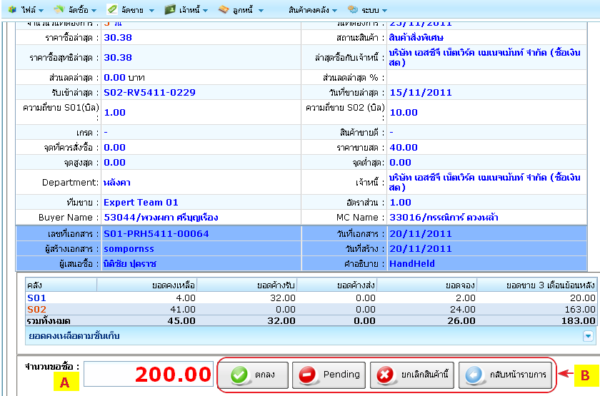 ไฟล์ จัดซื้อ จัดขาย เจ้าหนี้ ลูกหนี้ สินค้าคงคลัง ระบบ
5 วัน 23/11/2011
ราคาซื้อล่าสุด : 30.38 สถานะสินค้า : สินค้าสั่งพิเศษ
ราคาซื้อสุทธิล่าสุด : 30.38 ล่าสุดซื้อกับเจ้าหนี้ : บริษัท เอสซีจี เน็ตเวิร์ค แมเนจเม้นท์ จำกัด (ซื้อเงินสด)
ส่วนลดล่าสุด : 0.00 บาท ส่วนลดล่าสุด % :
รับเข้าล่าสุด : S02-RV5411-0229 วันที่ขายล่าสุด : 15/11/2011
ความถี่ขาย S01(บิล) : 1.00 ความถี่ขาย S02 (บิล) : 10.00
เกรด : - สินค้าขายดี : -
จุดที่ควรสั่งซื้อ : 0.00 ราคาขายสด : 40.00
จุดสูงสุด : 0.00 จุดต่ำสุด: 0.00
Department: หลังคา เจ้าหนี้ : บริษัท เอสซีจี เน็ตเวิร์ค แมเนจเม้นท์ จำกัด (ซื้อเงินสด)
ทีมขาย : Expert Team 01 อัตราส่วน : 1.00
Buyer Name : 53044/พวงผกา ศรีบุญเรือง MC Name : 33016/กรรณิการ์ ดวงหล้า
เลขที่เอกสาร : S01-PRH5411-00064 วันที่เอกสาร : 20/11/2011
ผู้สร้างเอกสาร : sompornss วันที่สร้าง : 20/11/2011
ผู้เสนอซื้อ : นิติชัย ปุดราช คำอธิบาย : HandHeld
คลัง ยอดคงเหลือ ยอดค้างรับ ยอดค้างส่ง ยอดจอง ยอดขาย 3 เดือนย้อนหลัง
S01 4.00 32.00 0.00 2.00 20.00
S02 41.00 0.00 0.00 24.00 163.00
รวมทั้งหมด 45.00 32.00 0.00 26.00 183.00
ยอดคงเหลือตามชั้นเก็บ
จำนวนขอซื้อ : 200.00 ตกลง Pending ยกเลิกสินค้านี้ กลับหน้ารายการ B
A